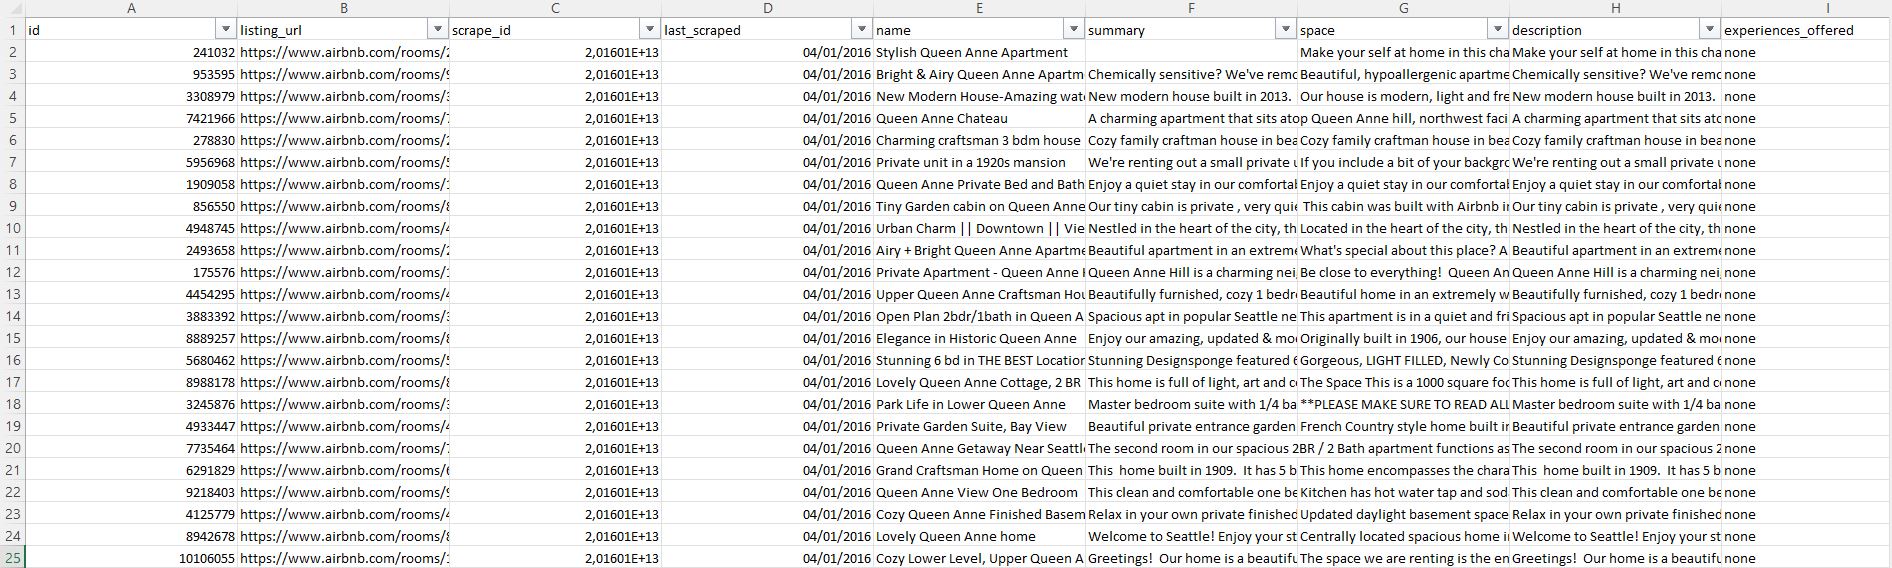 A B C D E F G H I
1 id listing_url scrape_id last_scraped name summary space description experiences_offered
2 241032 https://www.airbnb.com/rooms/2 2,01601E+13 04/01/2016 Stylish Queen Anne Apartment Make your self at home in this cha Make your self at home in this cha none
3 953595 https://www.airbnb.com/rooms/9 2,01601E+13 04/01/2016 Bright & Airy Queen Anne Apartm Chemically sensitive? We've remo Beautiful, hypoallergenic apartme Chemically sensitive? We've remo none
4 3308979 https://www.airbnb.com/rooms/3 2,01601E+13 04/01/2016 New Modern House-Amazing wate New modern house built in 2013. Our house is modern, light and fre New modern house built in 2013. none
5 7421966 https://www.airbnb.com/rooms/7 2,01601E+13 04/01/2016 Queen Anne Chateau A charming apartment that sits atop Queen Anne hill, northwest faci A charming apartment that sits ato none
6 278830 https://www.airbnb.com/rooms/2 2,01601E+13 04/01/2016 Charming craftsman 3 bdm house Cozy family craftman house in bea Cozy family craftman house in bea Cozy family craftman house in bea none
7 5956968 https://www.airbnb.com/rooms/5 2,01601E+13 04/01/2016 Private unit in a 1920s mansion We're renting out a small private u If you include a bit of your backgro We're renting out a small private u none
8 1909058 https://www.airbnb.com/rooms/1 2,01601E+13 04/01/2016 Queen Anne Private Bed and Bath Enjoy a quiet stay in our comfortal Enjoy a quiet stay in our comfortal Enjoy a quiet stay in our comfortal none
9 856550 https://www.airbnb.com/rooms/8 2,01601E+13 04/01/2016 Tiny Garden cabin on Queen Anne Our tiny cabin is private , very quie This cabin was built with Airbnb in Our tiny cabin is private , very quie none
10 4948745 https://www.airbnb.com/rooms/4 2,01601E+13 04/01/2016 Urban Charm || Downtown || Vie Nestled in the heart of the city, th Located in the heart of the city, th Nestled in the heart of the city, th none
11 2493658 https://www.airbnb.com/rooms/2 2,01601E+13 04/01/2016 Airy + Bright Queen Anne Apartme Beautiful apartment in an extreme What's special about this place? A Beautiful apartment in an extreme none
12 175576 https://www.airbnb.com/rooms/1 2,01601E+13 04/01/2016 Private Apartment - Queen Anne H Queen Anne Hill is a charming nei Be close to everything! Queen An Queen Anne Hill is a charming nei none
13 4454295 https://www.airbnb.com/rooms/4 2,01601E+13 04/01/2016 Upper Queen Anne Craftsman Hou Beautifully furnished, cozy 1 bedr Beautiful home in an extremely w Beautifully furnished, cozy 1 bedr none
14 3883392 https://www.airbnb.com/rooms/3 2,01601E+13 04/01/2016 Open Plan 2bdr/1bath in Queen A Spacious apt in popular Seattle ne This apartment is in a quiet and fri Spacious apt in popular Seattle ne none
15 8889257 https://www.airbnb.com/rooms/8 2,01601E+13 04/01/2016 Elegance in Historic Queen Anne Enjoy our amazing, updated & mo Originally built in 1906, our house Enjoy our amazing, updated & mo none
16 5680462 https://www.airbnb.com/rooms/5 2,01601E+13 04/01/2016 Stunning 6 bd in THE BEST Location Stunning Designsponge featured 6 Gorgeous, LIGHT FILLED, Newly Co Stunning Designsponge featured 6 none
17 8988178 https://www.airbnb.com/rooms/8 2,01601E+13 04/01/2016 Lovely Queen Anne Cottage, 2 BR This home is full of light, art and co The Space This is a 1000 square foo This home is full of light, art and co none
18 3245876 https://www.airbnb.com/rooms/3 2,01601E+13 04/01/2016 Park Life in Lower Queen Anne Master bedroom suite with 1/4 ba **PLEASE MAKE SURE TO READ ALL Master bedroom suite with 1/4 ba none
19 4933447 https://www.airbnb.com/rooms/4 2,01601E+13 04/01/2016 Private Garden Suite, Bay View Beautiful private entrance garden French Country style home built in Beautiful private entrance garden none
20 7735464 https://www.airbnb.com/rooms/7 2,01601E+13 04/01/2016 Queen Anne Getaway Near Seattle The second room in our spacious 2BR / 2 Bath apartment functions as The second room in our spacious 2 none
21 6291829 https://www.airbnb.com/rooms/6 2,01601E+13 04/01/2016 Grand Craftsman Home on Queen This home built in 1909. It has 5 b This home encompasses the chara This home built in 1909. It has 5 b none
22 9218403 https://www.airbnb.com/rooms/9 2,01601E+13 04/01/2016 Queen Anne View One Bedroom This clean and comfortable one be Kitchen has hot water tap and sod This clean and comfortable one be none
23 4125779 https://www.airbnb.com/rooms/4 2,01601E+13 04/01/2016 Cozy Queen Anne Finished Basem Relax in your own private finished Updated daylight basement space Relax in your own private finished none
24 8942678 https://www.airbnb.com/rooms/8 2,01601E+13 04/01/2016 Lovely Queen Anne home Welcome to Seattle! Enjoy your st Centrally located spacious home i Welcome to Seattle! Enjoy your st none
25 10106055 https://www.airbnb.com/rooms/1 2,01601E+13 04/01/2016 Cozy Lower Level, Upper Queen A Greetings! Our home is a beautifu The space we are renting is the en Greetings! Our home is a beautifu none